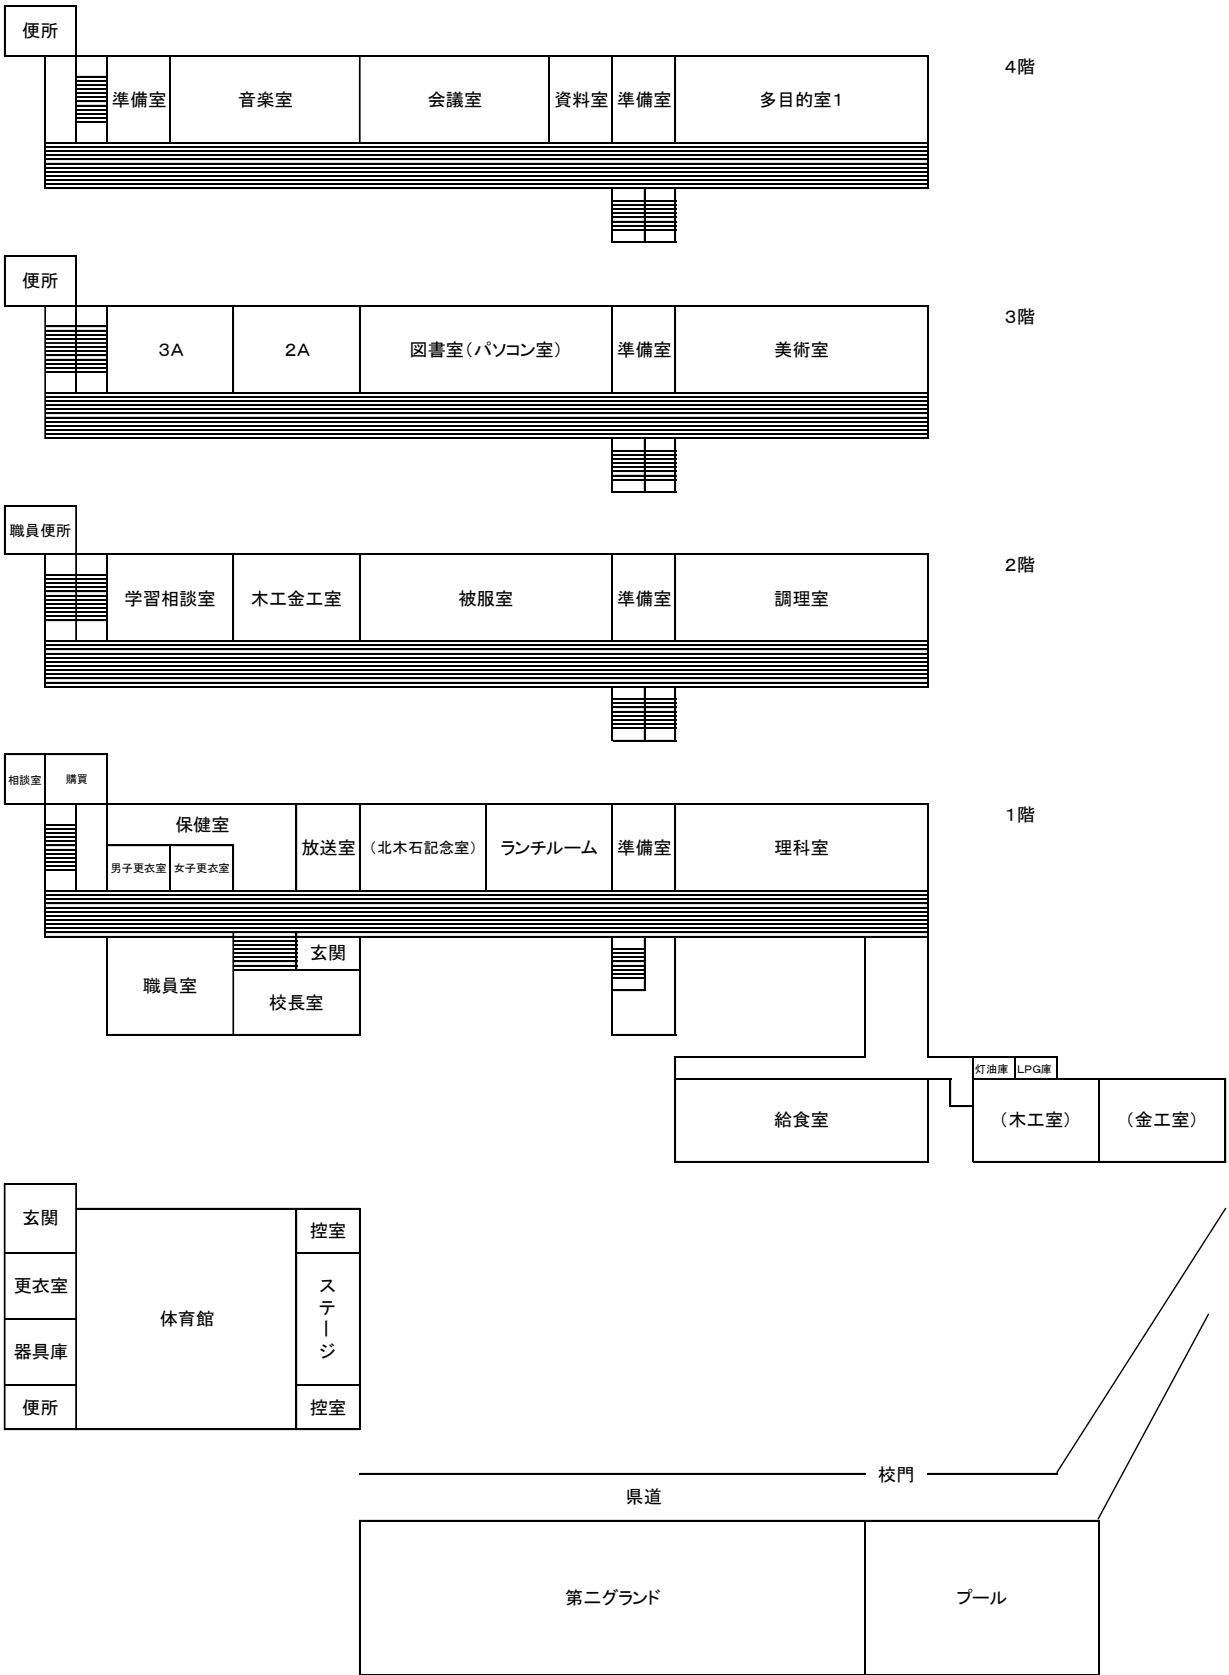 便所
4階
準備室
音楽室
会議室
資料室
準備室
多目的室1
便所
3階
3A
2A
図書室(パソコン室)
準備室
美術室
職員便所
2階
学習相談室
木工金工室
被服室
準備室
調理室
相談室
購買
1階
保健室
男子更衣室
女子更衣室
放送室
(北木石記念室)
ランチルーム
準備室
理科室
職員室
玄関
校長室
灯油庫
LPG庫
給食室
(木工室)
(金工室)
玄関
更衣室
器具庫
便所
体育館
控室
ステージ
控室
校門
県道
第二グランド
プール